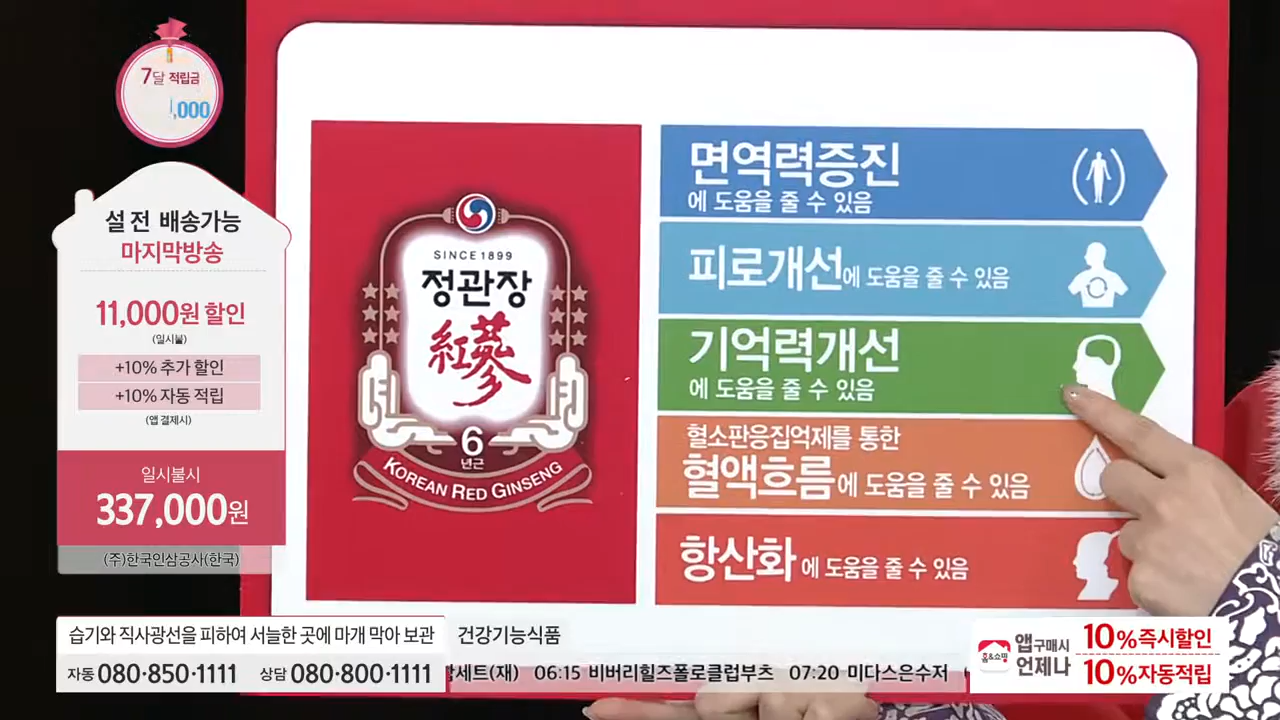 7달 적립금
,000
설 전 배송가능
마지막방송
11,000원 할인
(일시불)
+10% 추가 할인
+10% 자동 적립
(앱 결제시)
일시불시
337,000원
(주)한국인삼공사(한국)
SINCE 1899
정관장
紅蔘
6
년근
KOREAN RED GINSENG
면역력증진
에 도움을 줄 수 있음
피로개선에 도움을 줄 수 있음
기억력개선
에 도움을 줄 수 있음
혈소판응집억제를 통한
혈액흐름에 도움을 줄 수 있음
항산화에 도움을 줄 수 있음
습기와 직사광선을 피하여 서늘한 곳에 마개 막아 보관
건강기능식품
자동 080·850·1111 상담 080·800·1111
세트(재) 06:15 비버리힐즈폴로클럽부츠 07:20 미다스은수저
홈&쇼핑
앱구매시
언제나
10%즉시할인
10%자동적립